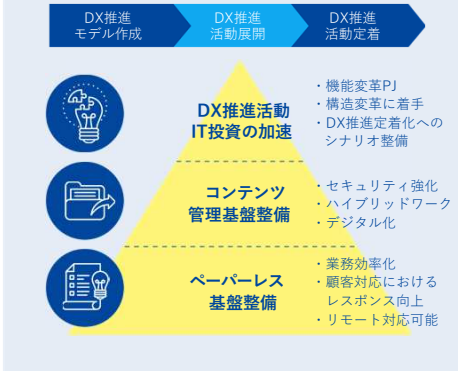 DX推進
モデル作成
DX推進
活動展開
DX推進
活動定着
DX推進活動
IT投資の加速
・機能変革PJ
・構造変革に着手
・DX推進定着化への
シナリオ整備
コンテンツ
管理基盤整備
・セキュリティ強化
・ハイブリッドワーク
・デジタル化
ペーパーレス
基盤整備
・業務効率化
・顧客対応における
レスポンス向上
・リモート対応可能